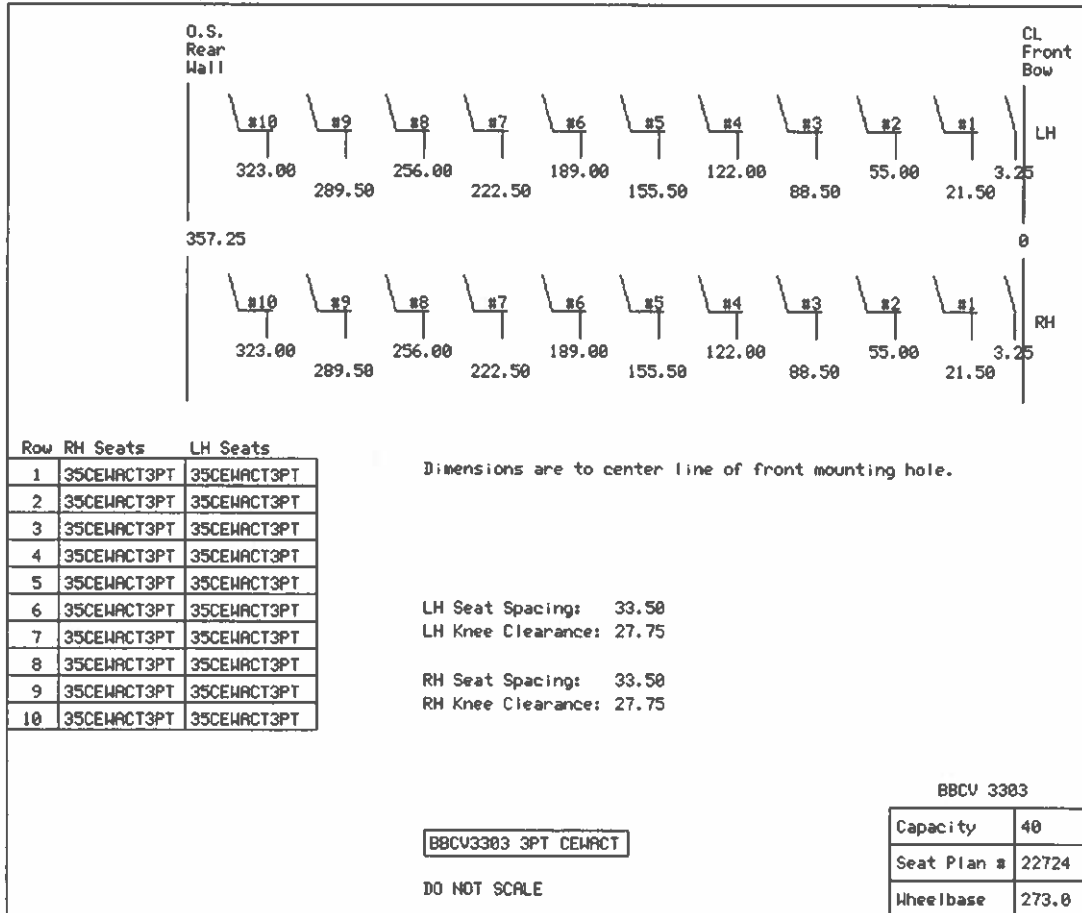 O.S.
Rear
Wall
CL
Front
Bow
#10 #9 #8 #7 #6 #5 #4 #3 #2 #1 LH
323.00 256.00 189.00 122.00 55.00 3.25
289.50 222.50 155.50 88.50 21.50
357.25 0
#10 #9 #8 #7 #6 #5 #4 #3 #2 #1 RH
323.00 256.00 189.00 122.00 55.00 3.25
289.50 222.50 155.50 88.50 21.50
Row RH Seats LH Seats
1 35CEWACT3PT 35CEWACT3PT
2 35CEWACT3PT 35CEWACT3PT
3 35CEWACT3PT 35CEWACT3PT
4 35CEWACT3PT 35CEWACT3PT
5 35CEWACT3PT 35CEWACT3PT
6 35CEWACT3PT 35CEWACT3PT
7 35CEWACT3PT 35CEWACT3PT
8 35CEWACT3PT 35CEWACT3PT
9 35CEWACT3PT 35CEWACT3PT
10 35CEWACT3PT 35CEWACT3PT
Dimensions are to center line of front mounting hole.
LH Seat Spacing: 33.50
LH Knee Clearance: 27.75
RH Seat Spacing: 33.50
RH Knee Clearance: 27.75
BBCV3303 3PT CEWACT
DO NOT SCALE
BBCV 3303
Capacity 40
Seat Plan # 22724
Wheelbase 273.0